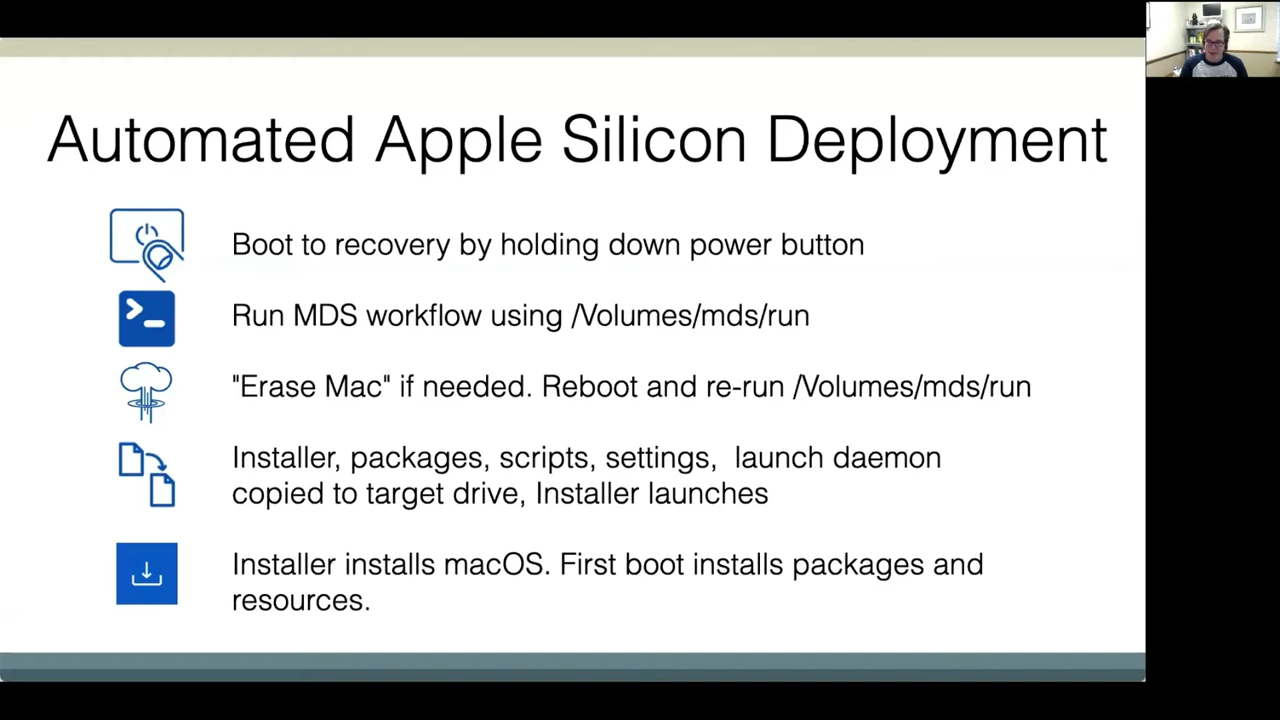 Automated Apple Silicon Deployment
Boot to recovery by holding down power button
Run MDS workflow using /Volumes/mds/run
"Erase Mac" if needed. Reboot and re-run /Volumes/mds/run
Installer, packages, scripts, settings,  launch daemon
copied to target drive, Installer launches
Installer installs macOS. First boot installs packages and
resources.